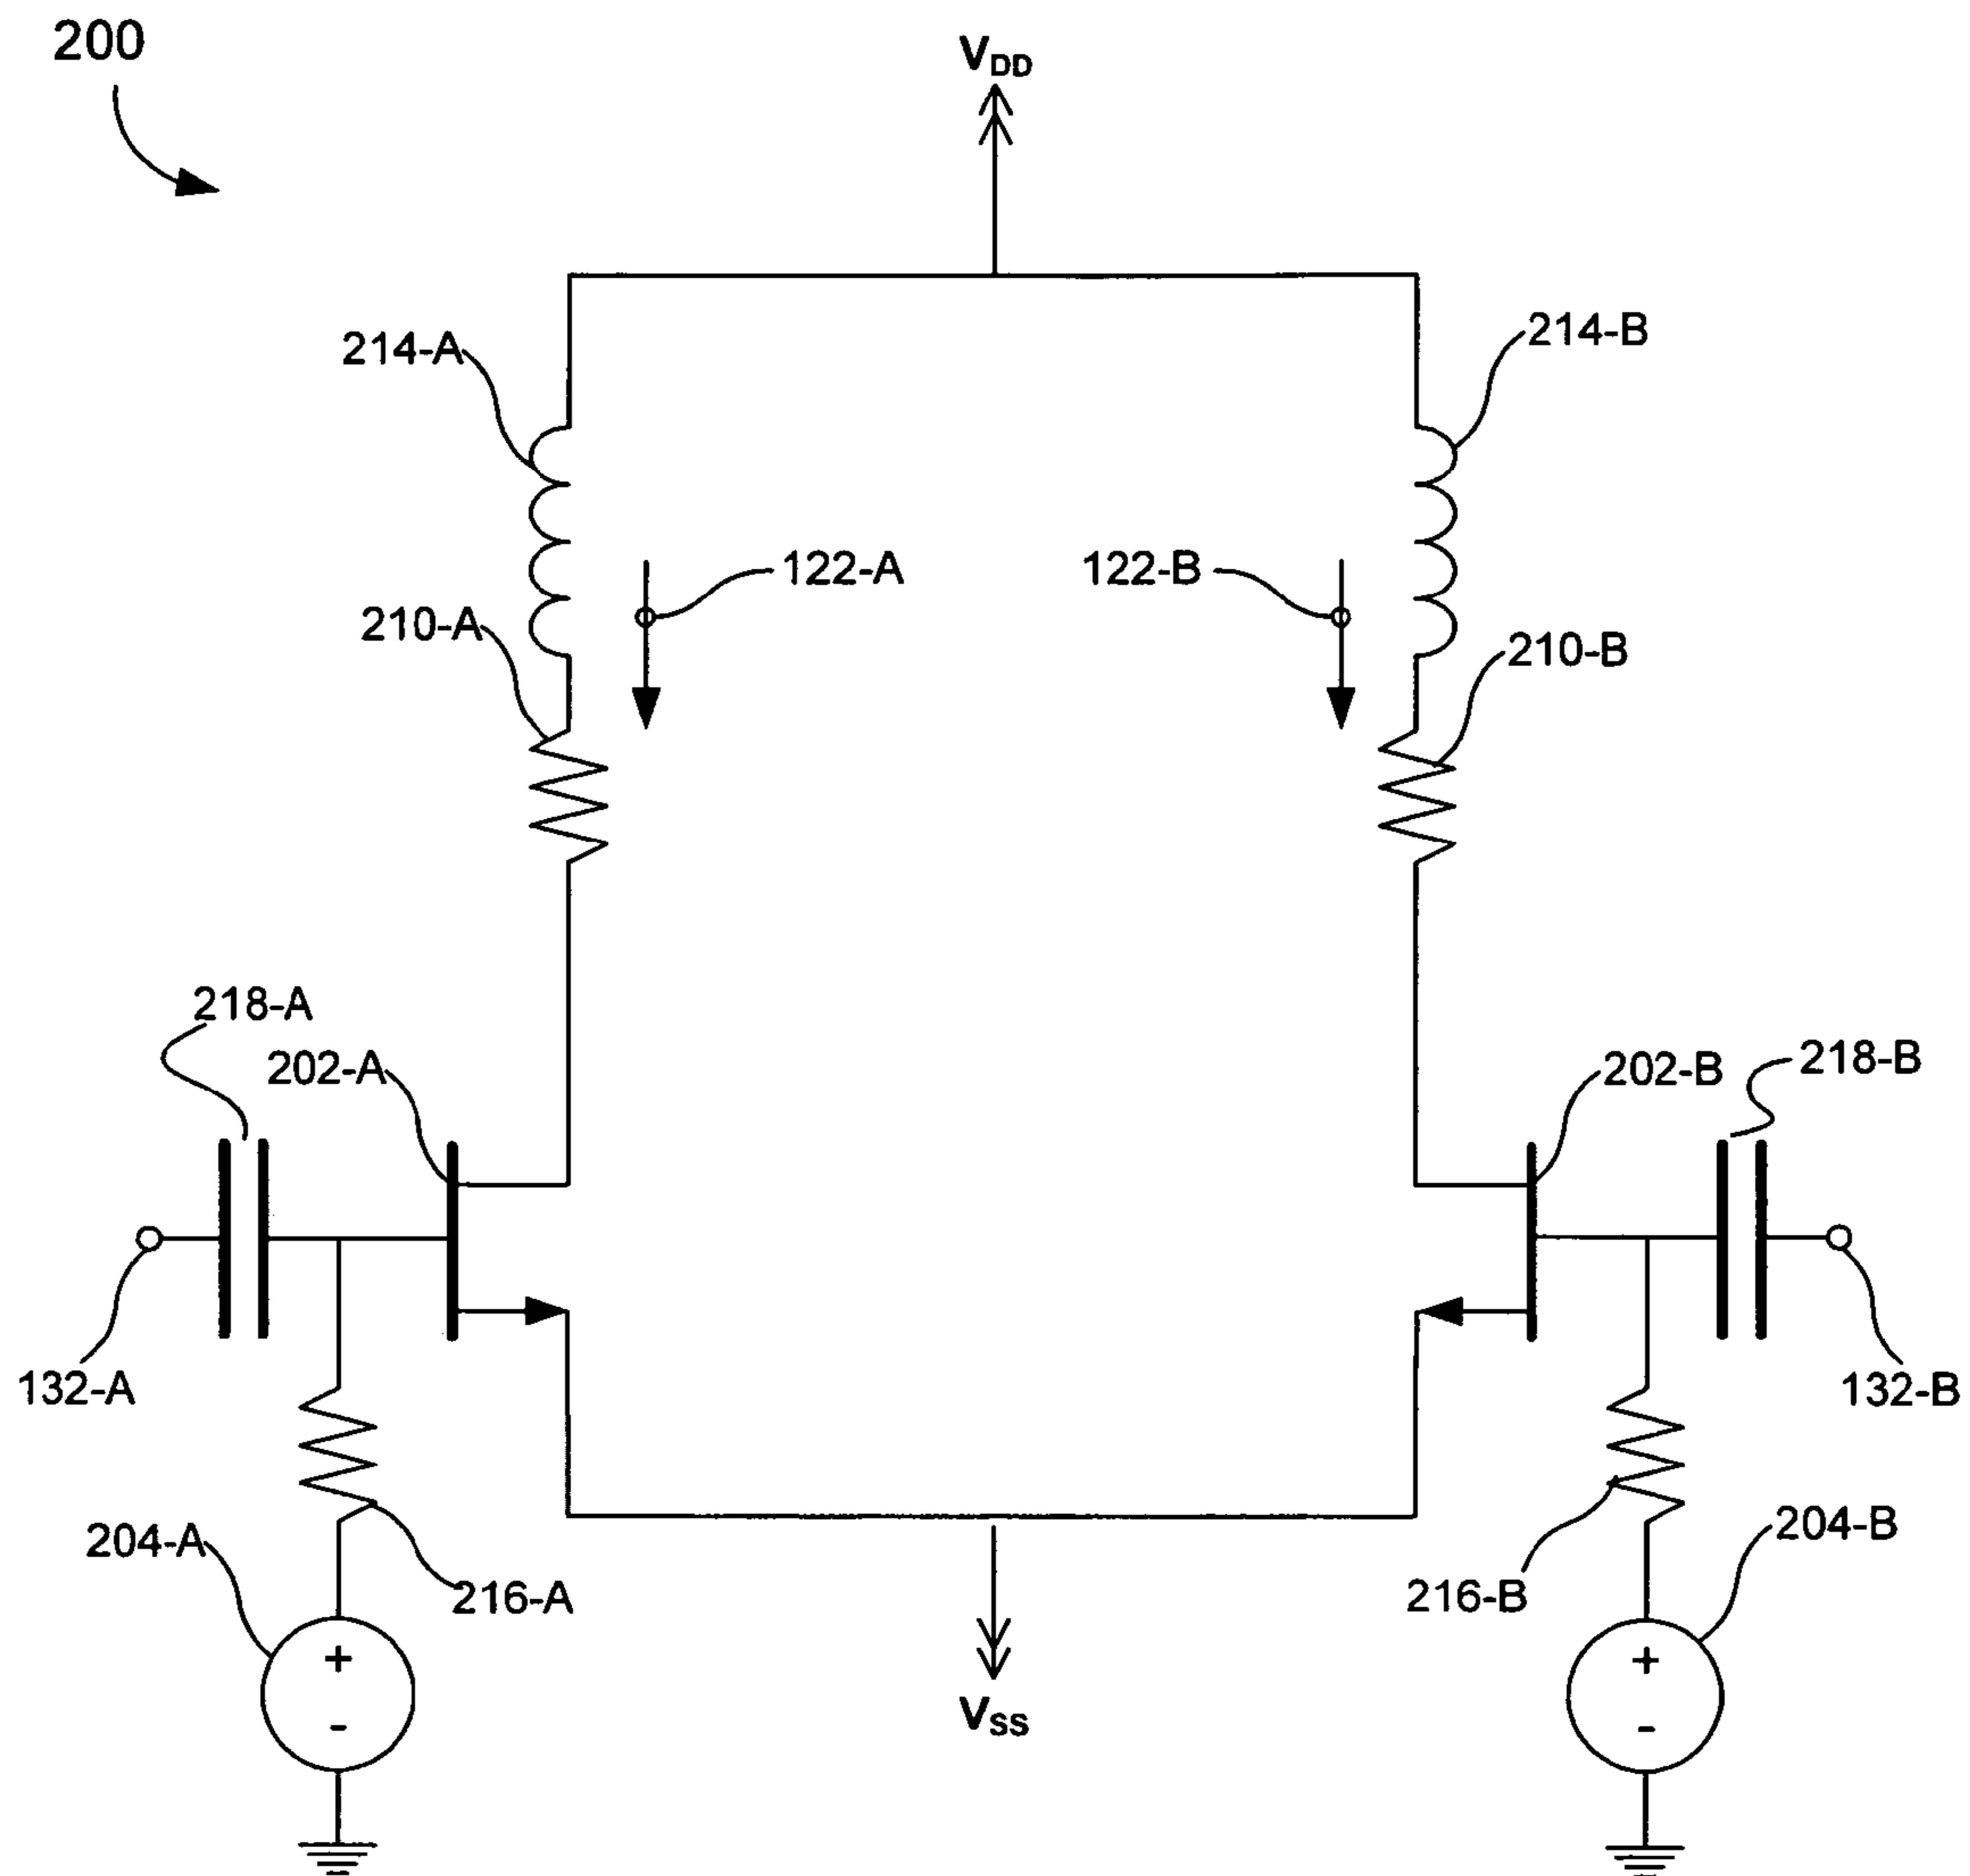 200
VDD
214-A
214-B
122-A
122-B
210-A
210-B
218-A
202-A
202-B
218-B
132-A
132-B
204-A
216-A
216-B
204-B
+
-
+
-
VSS